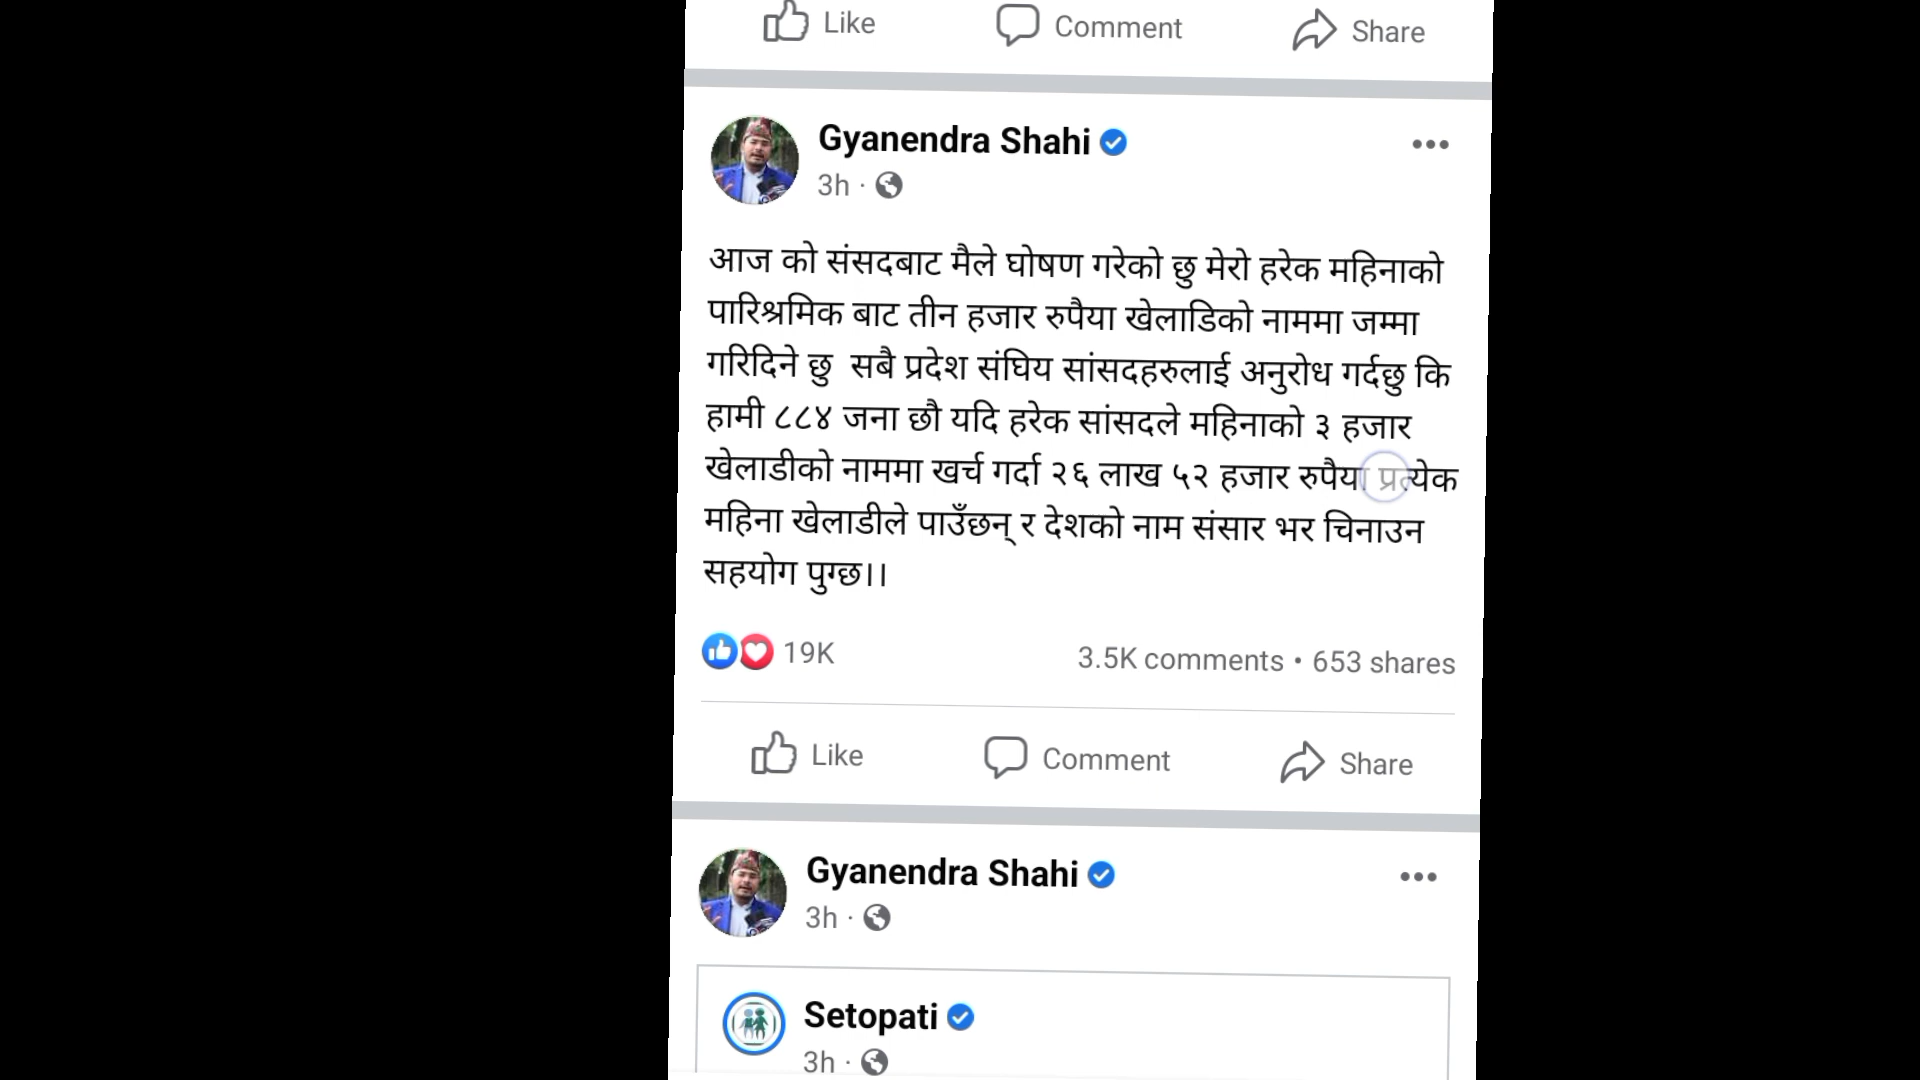 Like Comment Share
Gyanendra Shahi
3h ·
आज को संसदबाट मैले घोषण गरेको छु मेरो हरेक महिनाको
पारिश्रमिक बाट तीन हजार रुपैया खेलाडिको नाममा जम्मा
गरिदिने छु सबै प्रदेश संघिय सांसदहरुलाई अनुरोध गर्दछु कि
हामी ८८४ जना छौ यदि हरेक सांसदले महिनाको ३ हजार
खेलाडीको नाममा खर्च गर्दा २६ लाख ५२ हजार रुपैया प्रत्येक
महिना खेलाडीले पाउँछन् र देशको नाम संसार भर चिनाउन
सहयोग पुग्छ।।
19K 3.5K comments • 653 shares
Like Comment Share
Gyanendra Shahi
3h ·
Setopati
3h ·